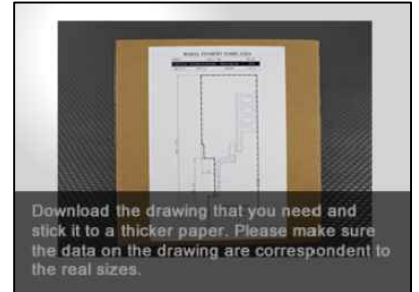 Download the drawing that you need and
stick it to a thicker paper. Please make sure
the data on the drawing are correspondent to
the real sizes.